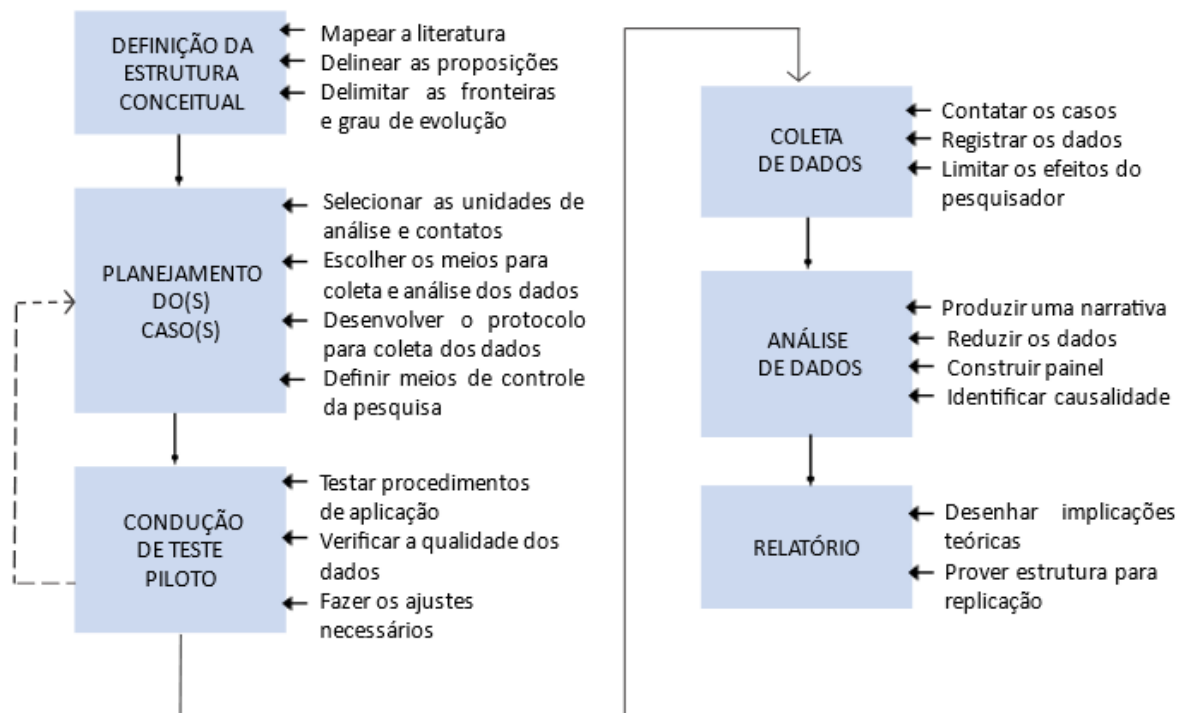 DEFINIÇÃO DA
ESTRUTURA
CONCEITUAL
Mapear a literatura
Delinear as proposições
Delimitar as fronteiras
e grau de evolução
PLANEJAMENTO
DO(S)
CASO(S)
Selecionar as unidades de
análise e contatos
Escolher os meios para
coleta e análise dos dados
Desenvolver o protocolo
para coleta dos dados
Definir meios de controle
da pesquisa
CONDUÇÃO
DE TESTE
PILOTO
Testar procedimentos
de aplicação
Verificar a qualidade dos
dados
Fazer os ajustes
necessários
COLETA
DE DADOS
Contatar os casos
Registrar os dados
Limitar os efeitos do
pesquisador
ANÁLISE
DE DADOS
Produzir uma narrativa
Reduzir os dados
Construir painel
Identificar causalidade
RELATÓRIO
Desenhar implicações
teóricas
Prover estrutura para
replicação